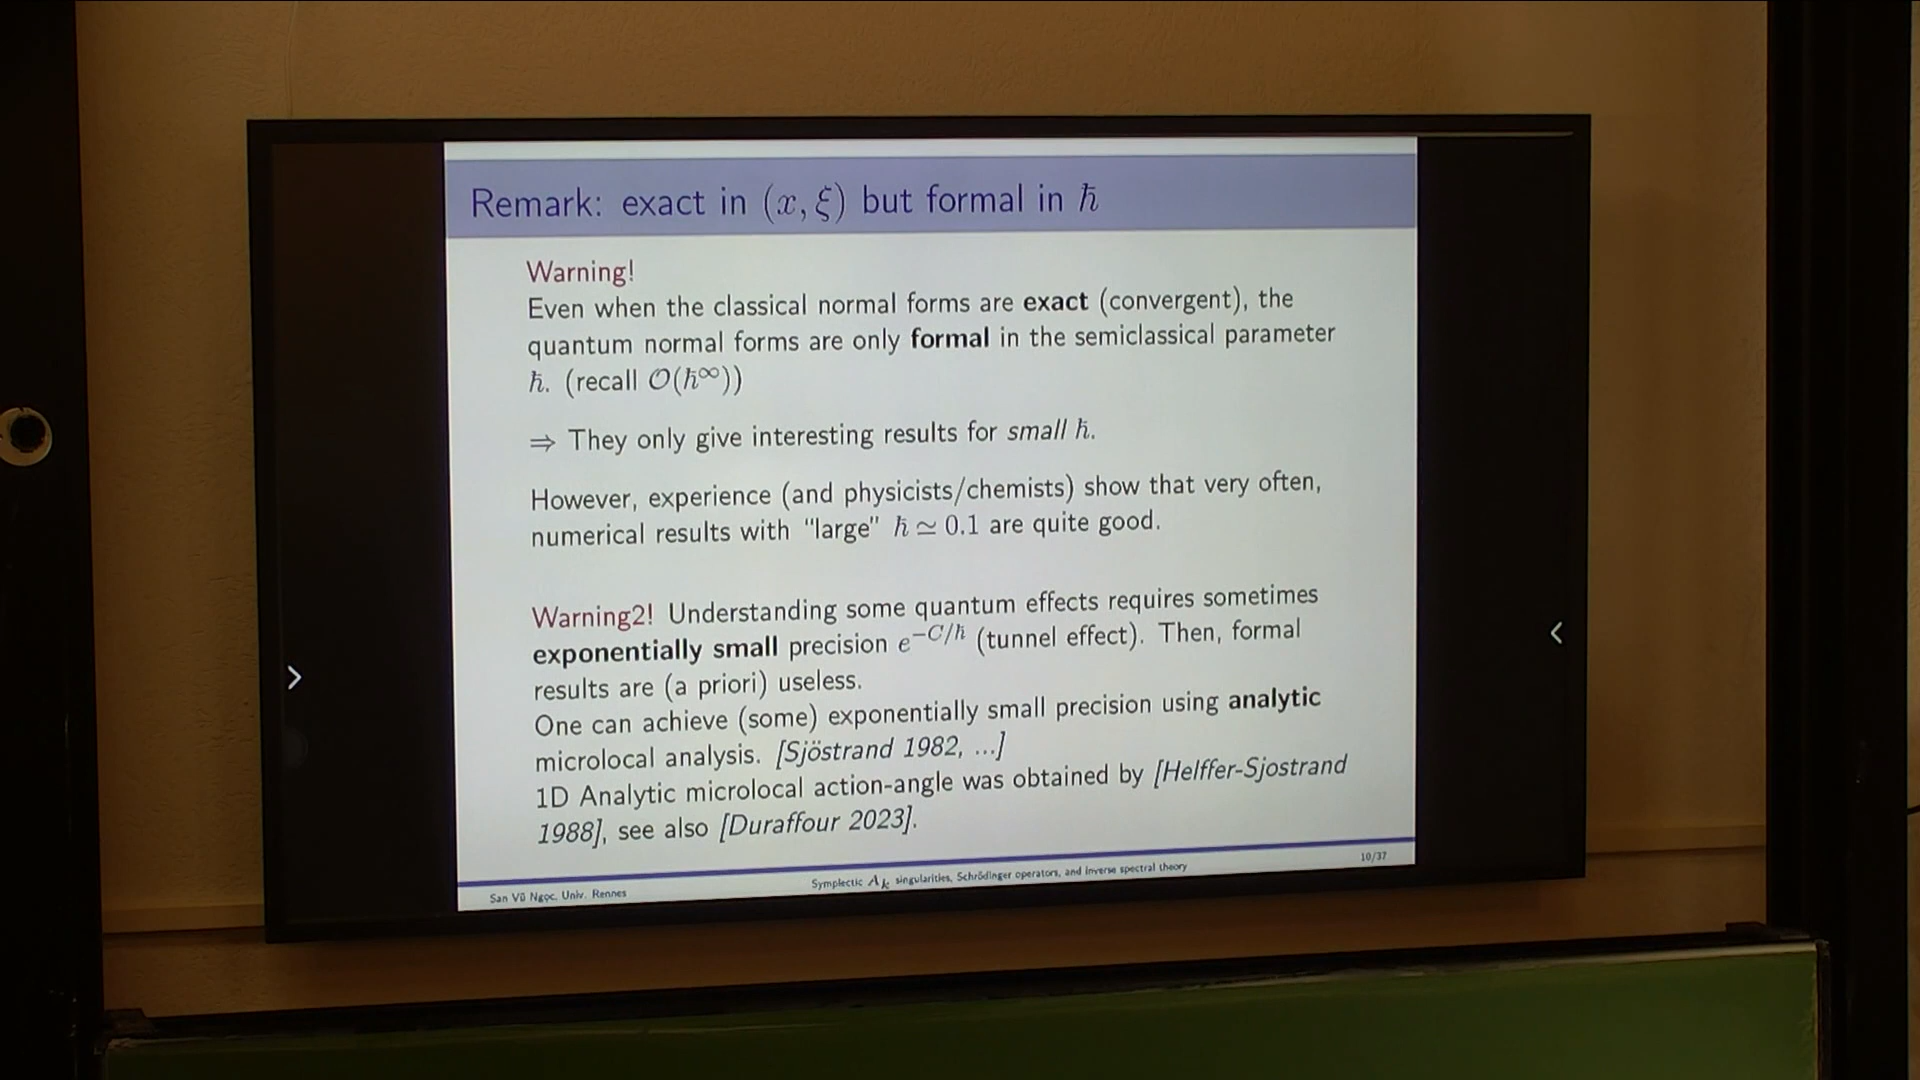 Remark: exact in (x, ξ) but formal in ℏ
Warning!
Even when the classical normal forms are exact (convergent), the
quantum normal forms are only formal in the semiclassical parameter
ℏ. (recall O(ℏ^∞))
⇒ They only give interesting results for small ℏ.
However, experience (and physicists/chemists) show that very often,
numerical results with “large” ℏ ≃ 0.1 are quite good.
Warning2! Understanding some quantum effects requires sometimes
exponentially small precision e^{−C/ℏ} (tunnel effect). Then, formal
results are (a priori) useless.
One can achieve (some) exponentially small precision using analytic
microlocal analysis. [Sjöstrand 1982, ...]
1D Analytic microlocal action-angle was obtained by [Helffer-Sjostrand
1988], see also [Duraffour 2023].
San Vũ Ngọc, Univ. Rennes
Symplectic A_k singularities, Schrödinger operators, and inverse spectral theory
10/37